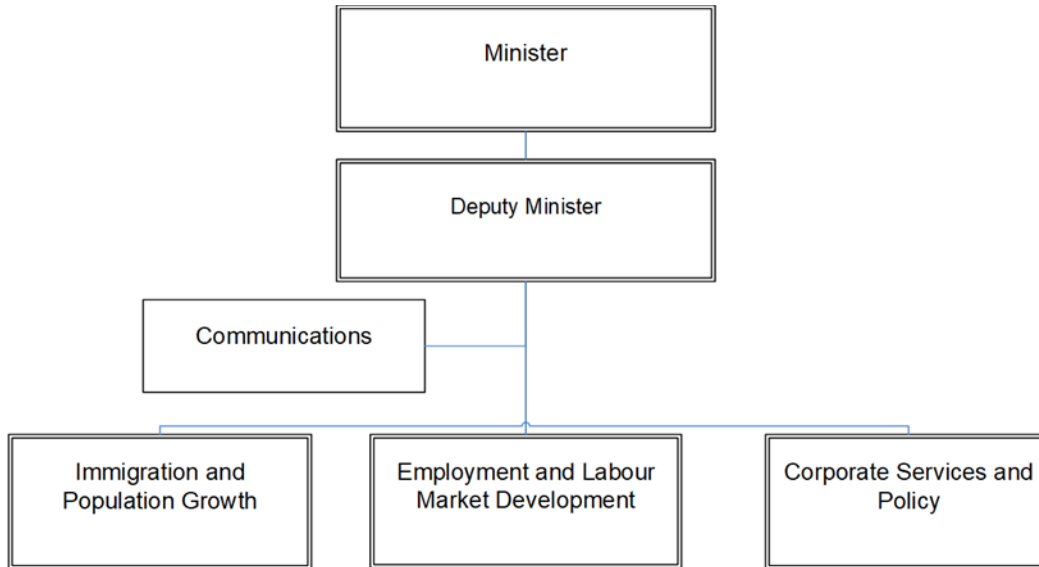 Minister
Deputy Minister
Communications
Immigration and
Population Growth
Employment and Labour
Market Development
Corporate Services and
Policy